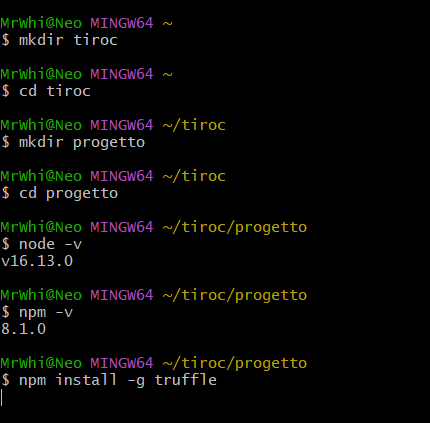 MrWhi@Neo MINGW64 ~
$ mkdir tiroc
MrWhi@Neo MINGW64 ~
$ cd tiroc
MrWhi@Neo MINGW64 ~/tiroc
$ mkdir progetto
MrWhi@Neo MINGW64 ~/tiroc
$ cd progetto
MrWhi@Neo MINGW64 ~/tiroc/progetto
$ node -v
v16.13.0
MrWhi@Neo MINGW64 ~/tiroc/progetto
$ npm -v
8.1.0
MrWhi@Neo MINGW64 ~/tiroc/progetto
$ npm install -g truffle